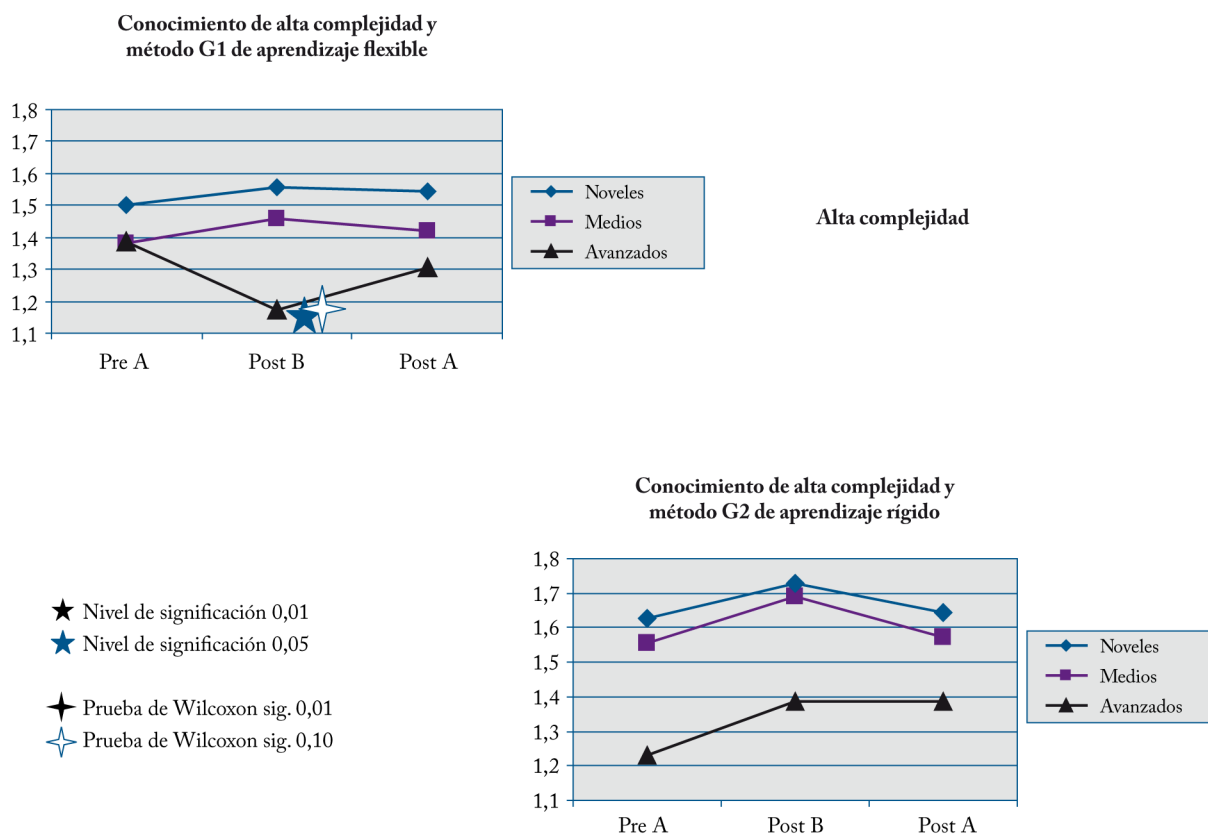 Conocimiento de alta complejidad y
método G1 de aprendizaje flexible
1,8
1,7
1,6
1,5
1,4
1,3
1,2
1,1
Pre A
Post B
Post A
Noveles
Medios
Avanzados
Alta complejidad
Conocimiento de alta complejidad y
método G2 de aprendizaje rígido
1,8
1,7
1,6
1,5
1,4
1,3
1,2
1,1
Pre A
Post B
Post A
Noveles
Medios
Avanzados
Nivel de significación 0,01
Nivel de significación 0,05
Prueba de Wilcoxon sig. 0,01
Prueba de Wilcoxon sig. 0,10